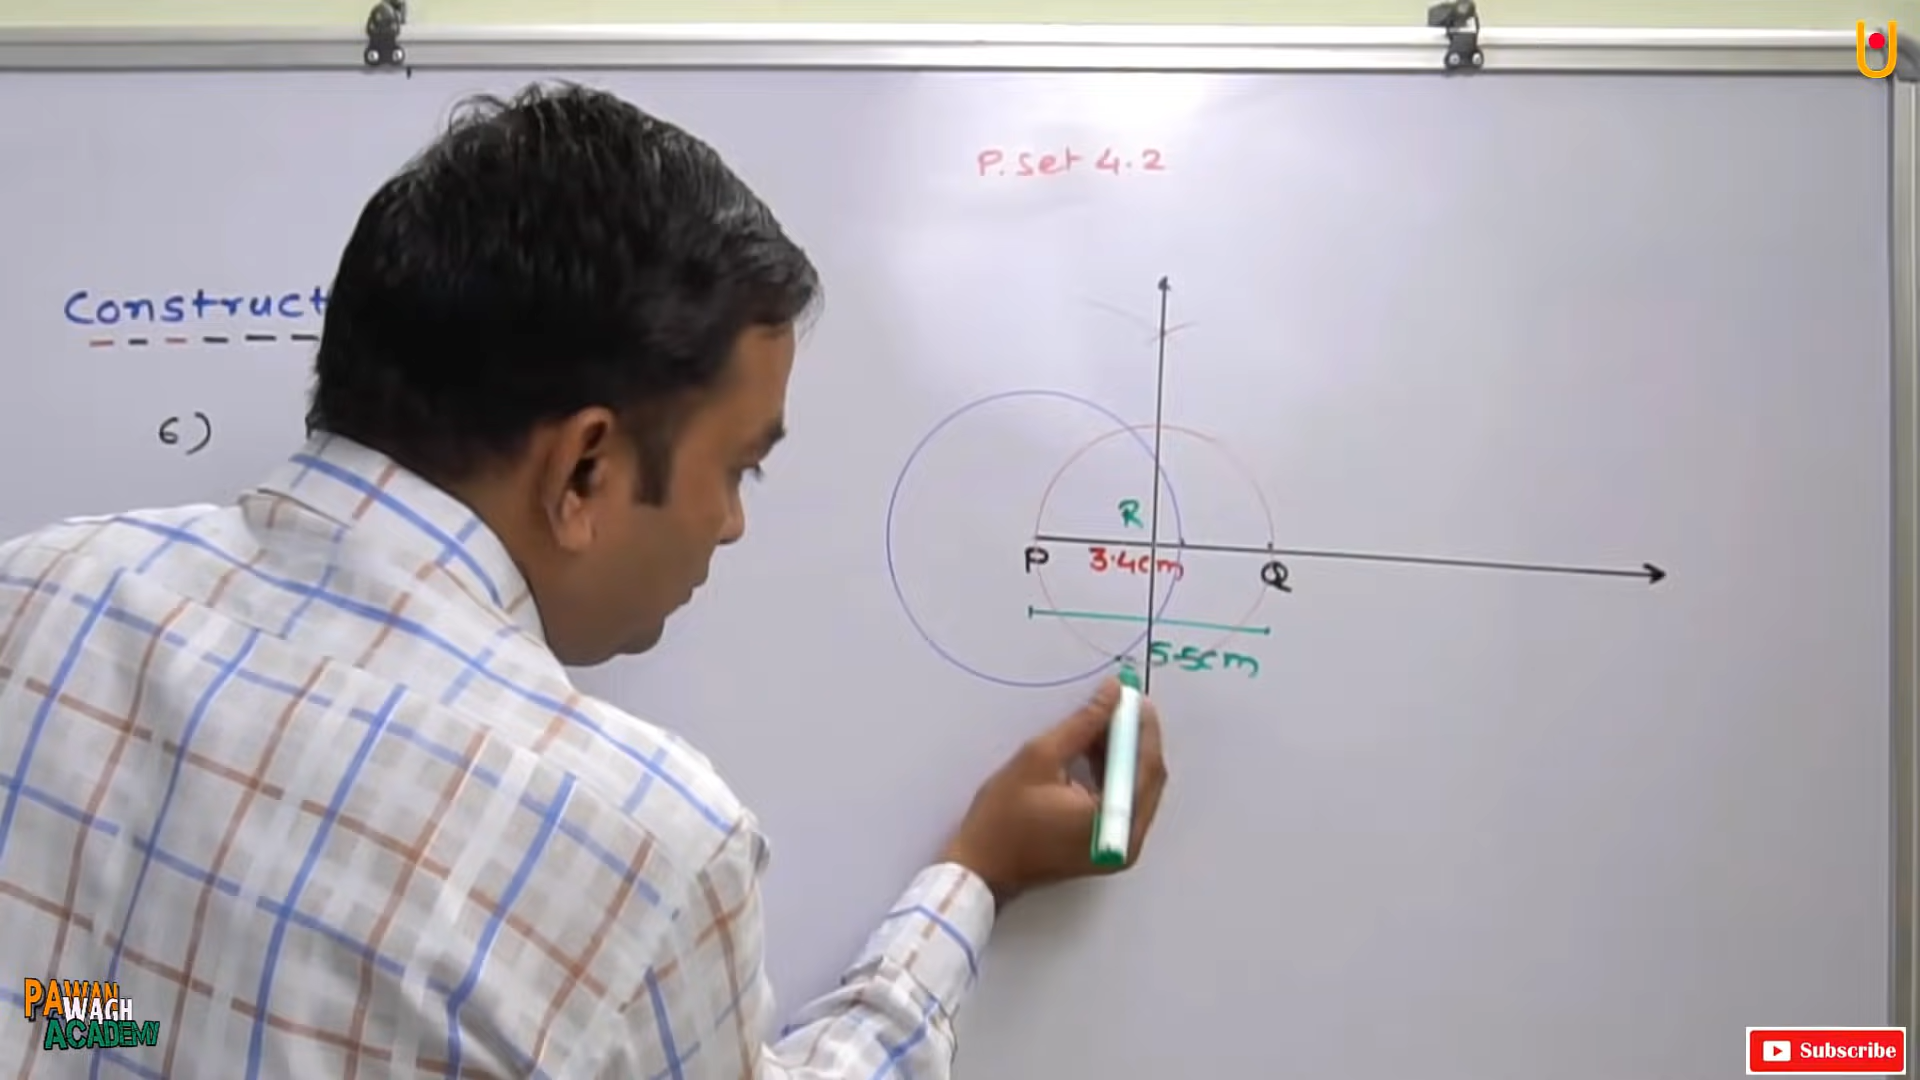 P. set 4.2
Construct
6)
R
P
3.4cm
Q
5.5cm
PAWAN
WAGH
ACADEMY
Subscribe